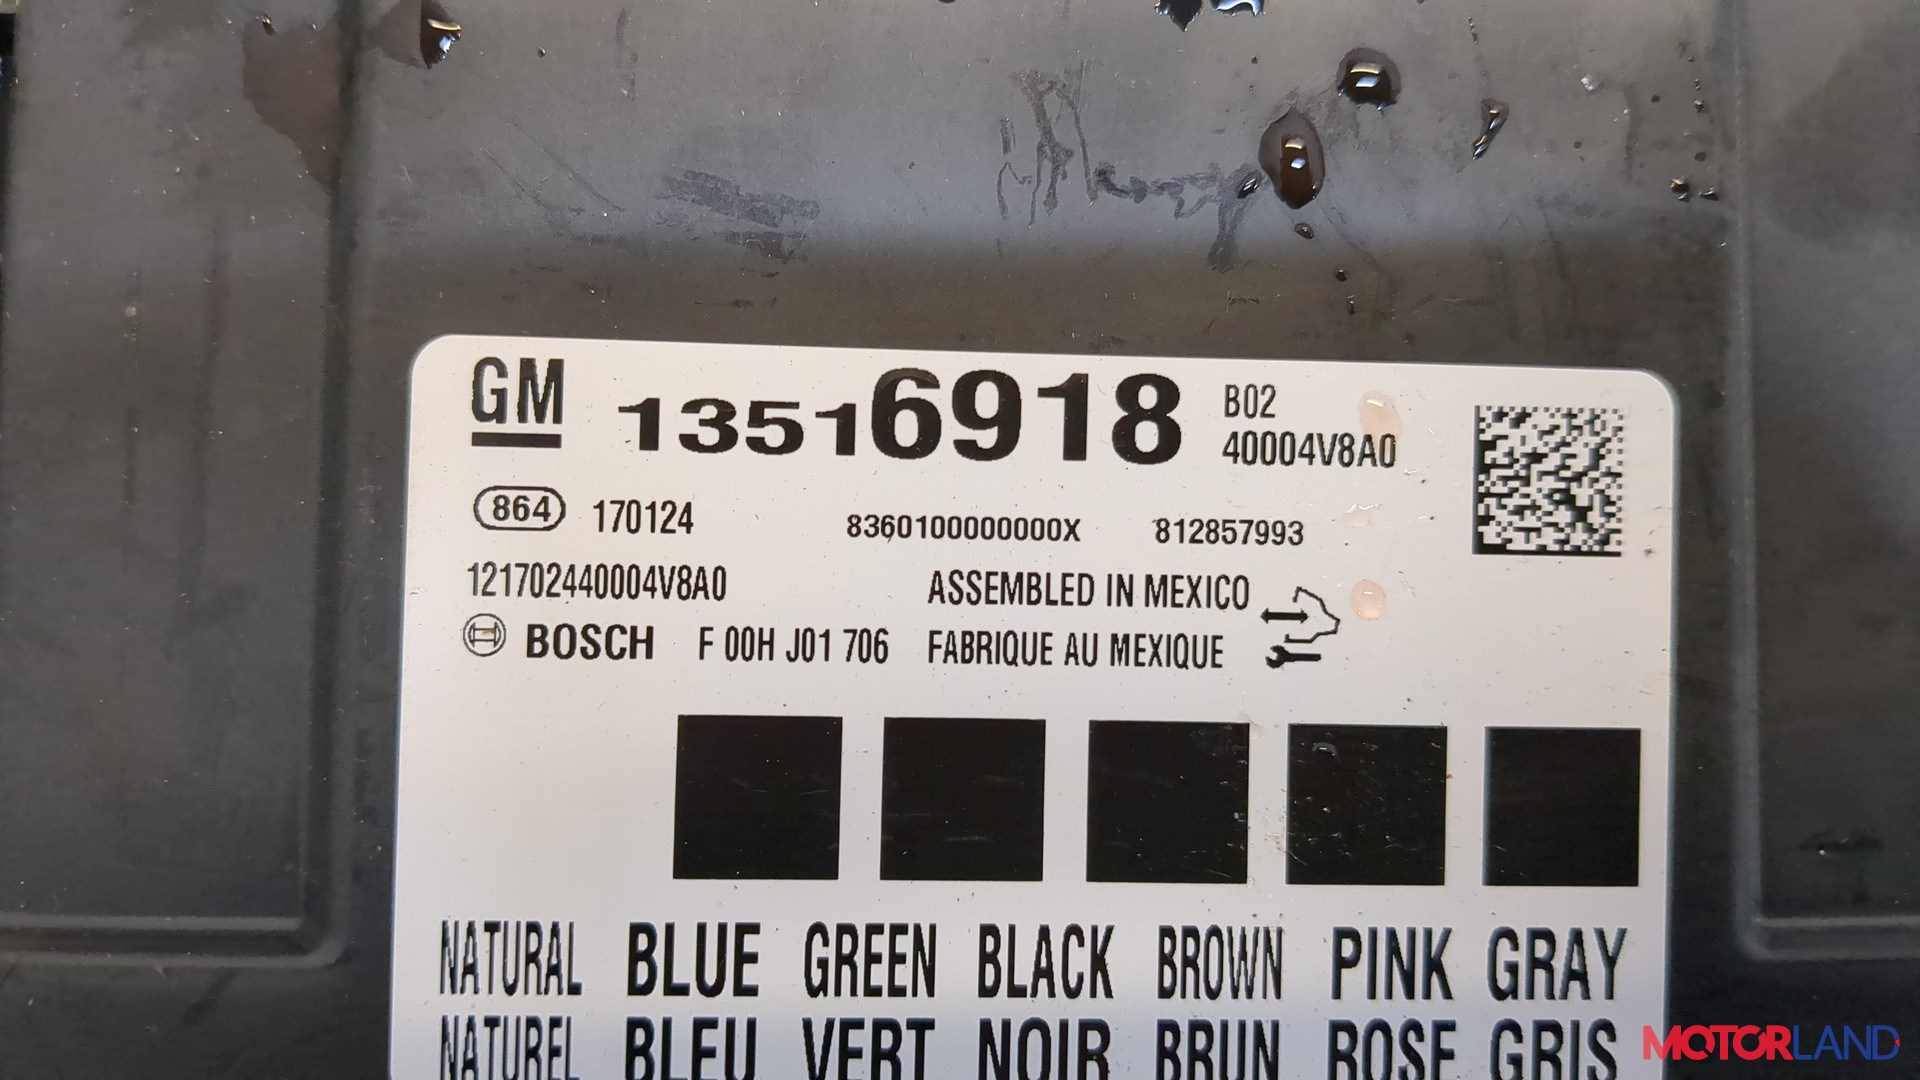 GM 13516918 B02
40004V8A0
864 170124 8360100000000X 812857993
121702440004V8A0 ASSEMBLED IN MEXICO
BOSCH F 00H J01 706 FABRIQUE AU MEXIQUE
NATURAL BLUE GREEN BLACK BROWN PINK GRAY
NATUREL BLEU VERT NOIR BRUN ROSE GRIS
MOTORLAND